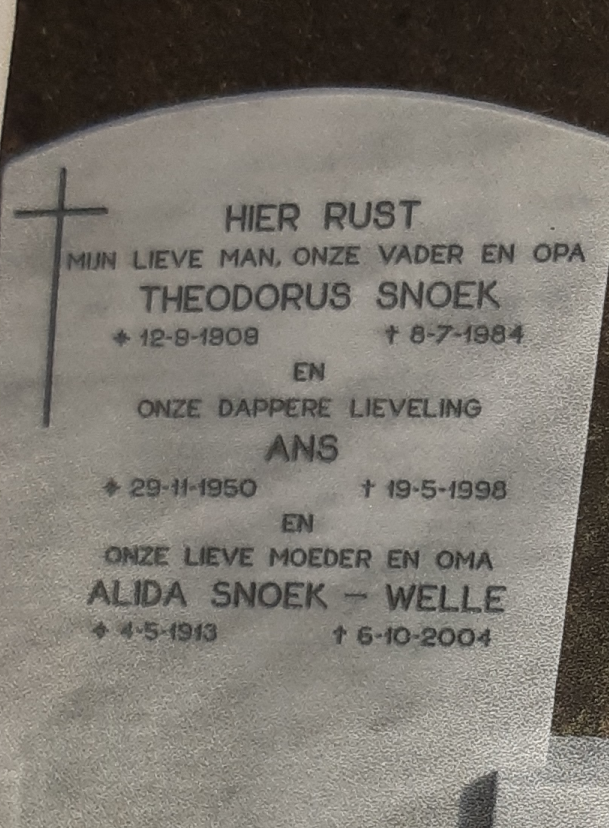 HIER RUST
MIJN LIEVE MAN, ONZE VADER EN OPA
THEODORUS SNOEK
* 12-9-1909 † 8-7-1984
EN
ONZE DAPPERE LIEVELING
ANS
* 29-11-1950 † 19-5-1998
EN
ONZE LIEVE MOEDER EN OMA
ALIDA SNOEK – WELLE
* 4-5-1913 † 6-10-2004